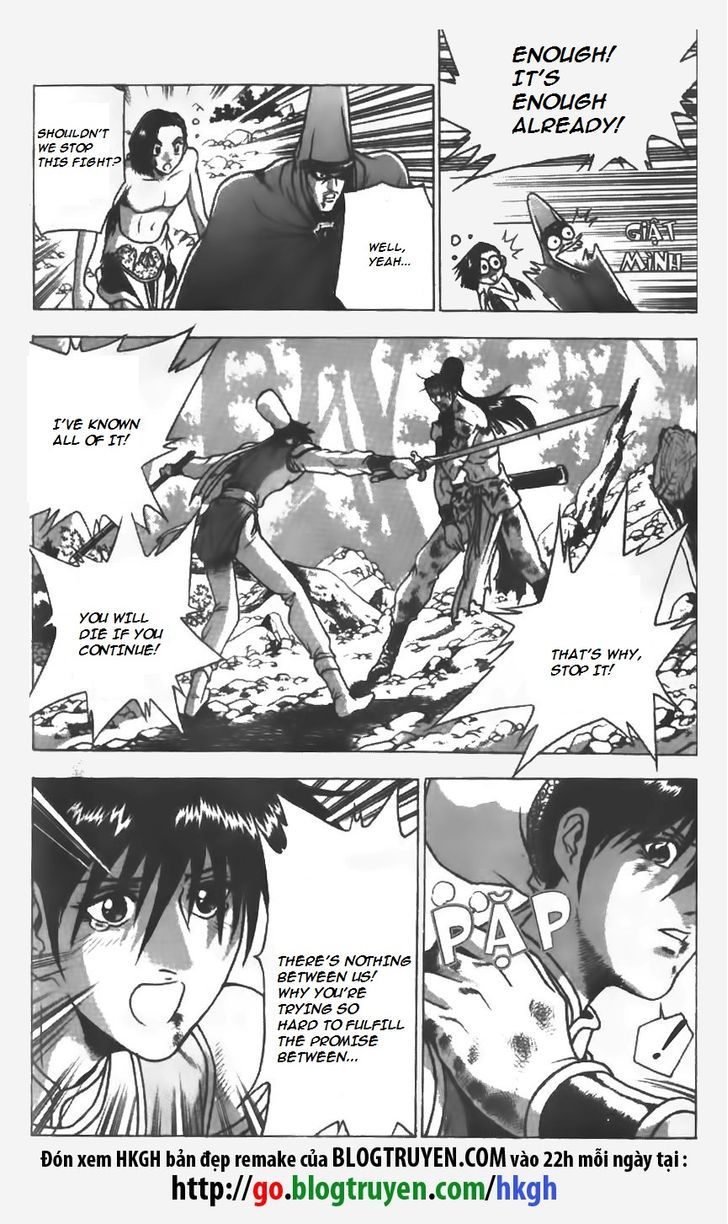 SHOULDN'T
WE STOP
THIS FIGHT?
WELL,
YEAH...
ENOUGH!
IT'S
ENOUGH
ALREADY!
GIẬT
MÌNH
I'VE KNOWN
ALL OF IT!
YOU WILL
DIE IF YOU
CONTINUE!
THAT'S WHY,
STOP IT!
THERE'S NOTHING
BETWEEN US!
WHY YOU'RE
TRYING SO
HARD TO FULFILL
THE PROMISE
BETWEEN...
PẶP
!
Đón xem HKGH bản đẹp remake của BLOGTRUYEN.COM vào 22h mỗi ngày tại :
http://go.blogtruyen.com/hkgh